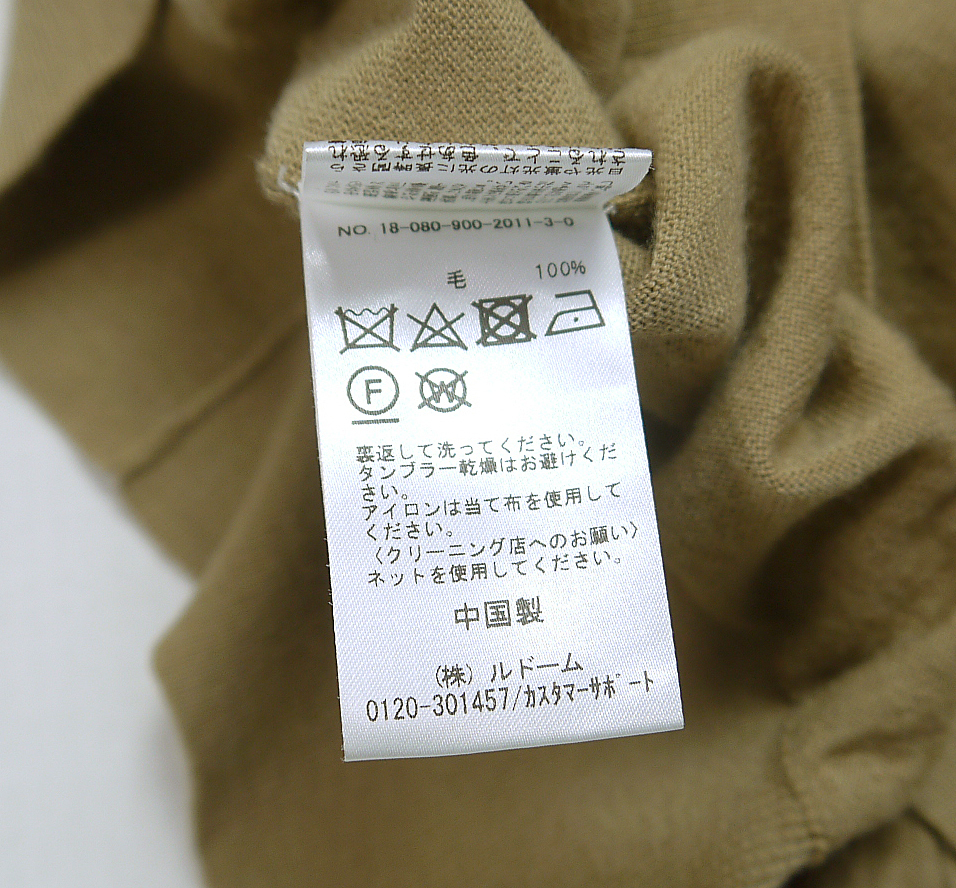 NO. 18-080-900-2011-3-0
毛 100%
F W
裏返して洗ってください。
タンブラー乾燥はお避けくだ
さい。
アイロンは当て布を使用して
ください。
〈クリーニング店へのお願い〉
ネットを使用してください。
中国製
(株) ルドーム
0120-301457/カスタマーサポート